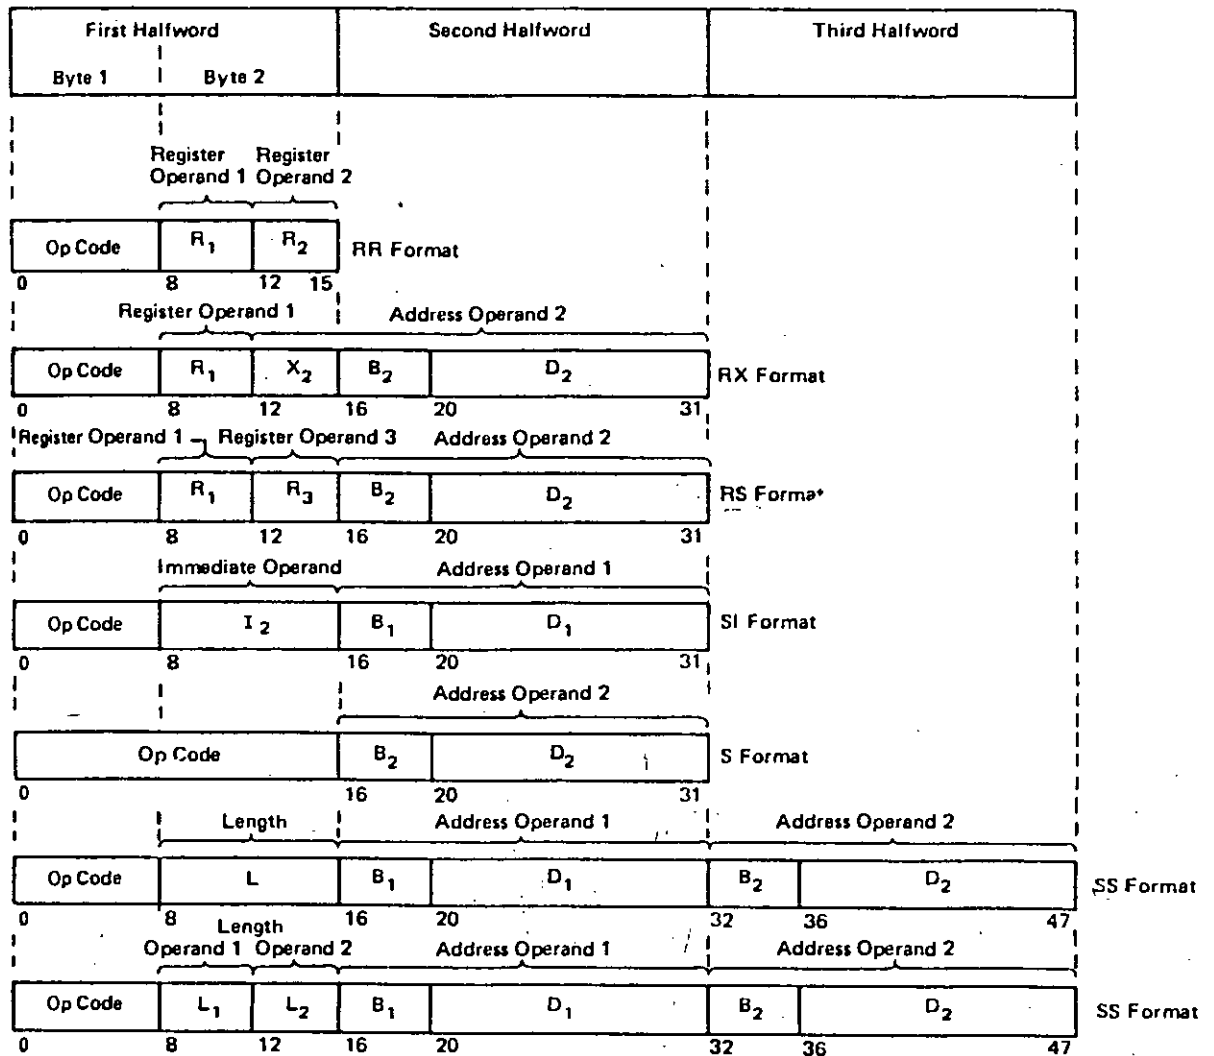 First Halfword Second Halfword Third Halfword
Byte 1 Byte 2
Register Register
Operand 1 Operand 2
Op Code R1 R2 RR Format
0 8 12 15
Register Operand 1 Address Operand 2
Op Code R1 X2 B2 D2 RX Format
0 8 12 16 20 31
Register Operand 1 Register Operand 3 Address Operand 2
Op Code R1 R3 B2 D2 RS Format
0 8 12 16 20 31
Immediate Operand Address Operand 1
Op Code I2 B1 D1 SI Format
0 8 16 20 31
Address Operand 2
Op Code B2 D2 S Format
0 16 20 31
Length Address Operand 1 Address Operand 2
Op Code L B1 D1 B2 D2 SS Format
0 8 16 20 32 36 47
Length
Operand 1 Operand 2 Address Operand 1 Address Operand 2
Op Code L1 L2 B1 D1 B2 D2 SS Format
0 8 12 16 20 32 36 47